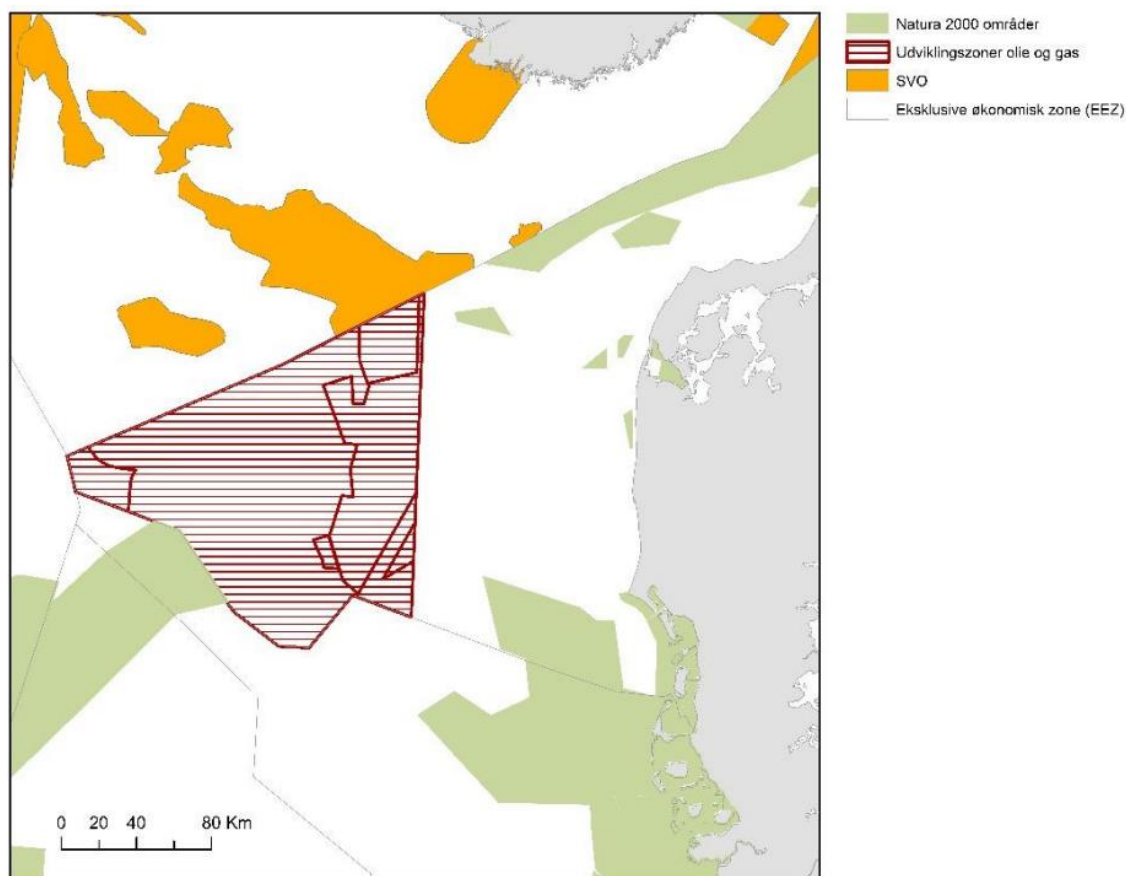 Natura 2000 områder
Udviklingszoner olie og gas
SVO
Eksklusive økonomisk zone (EEZ)
0 20 40 80 Km